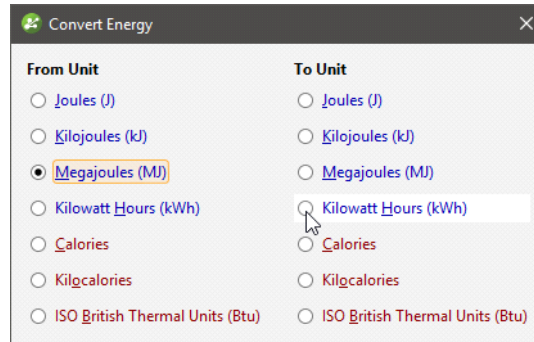 Convert Energy
From Unit To Unit
Joules (J) Joules (J)
Kilojoules (kJ) Kilojoules (kJ)
Megajoules (MJ) Megajoules (MJ)
Kilowatt Hours (kWh) Kilowatt Hours (kWh)
Calories Calories
Kilocalories Kilocalories
ISO British Thermal Units (Btu) ISO British Thermal Units (Btu)